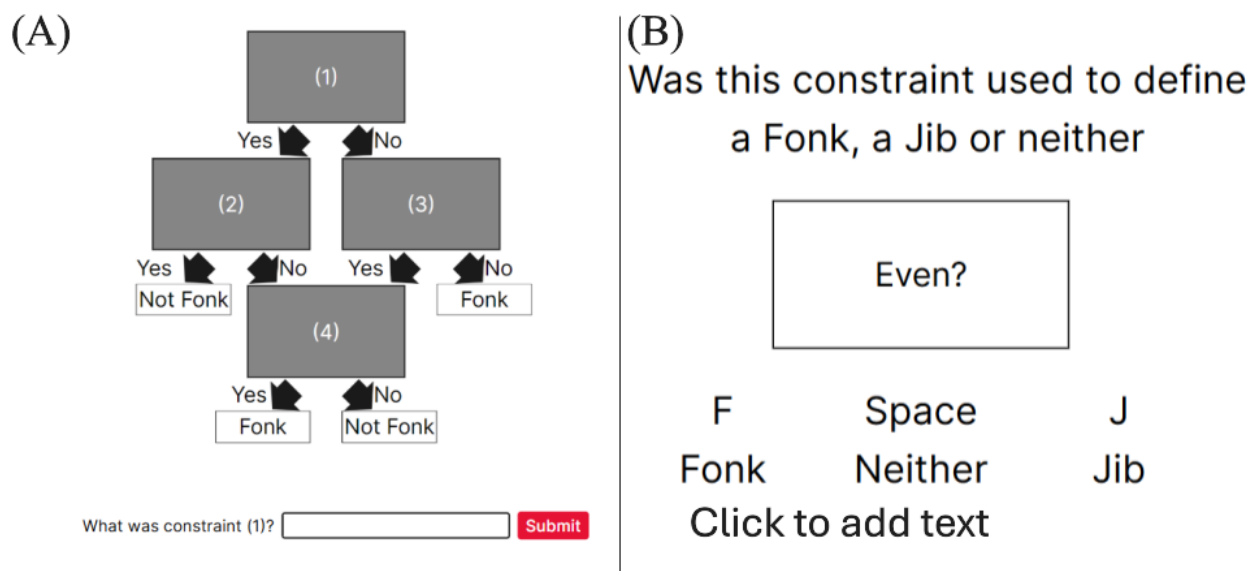 (A)
(1)
Yes No
(2) (3)
Yes No Yes No
Not Fonk Fonk
(4)
Yes No
Fonk Not Fonk
What was constraint (1)? Submit
(B)
Was this constraint used to define
a Fonk, a Jib or neither
Even?
F Space J
Fonk Neither Jib
Click to add text